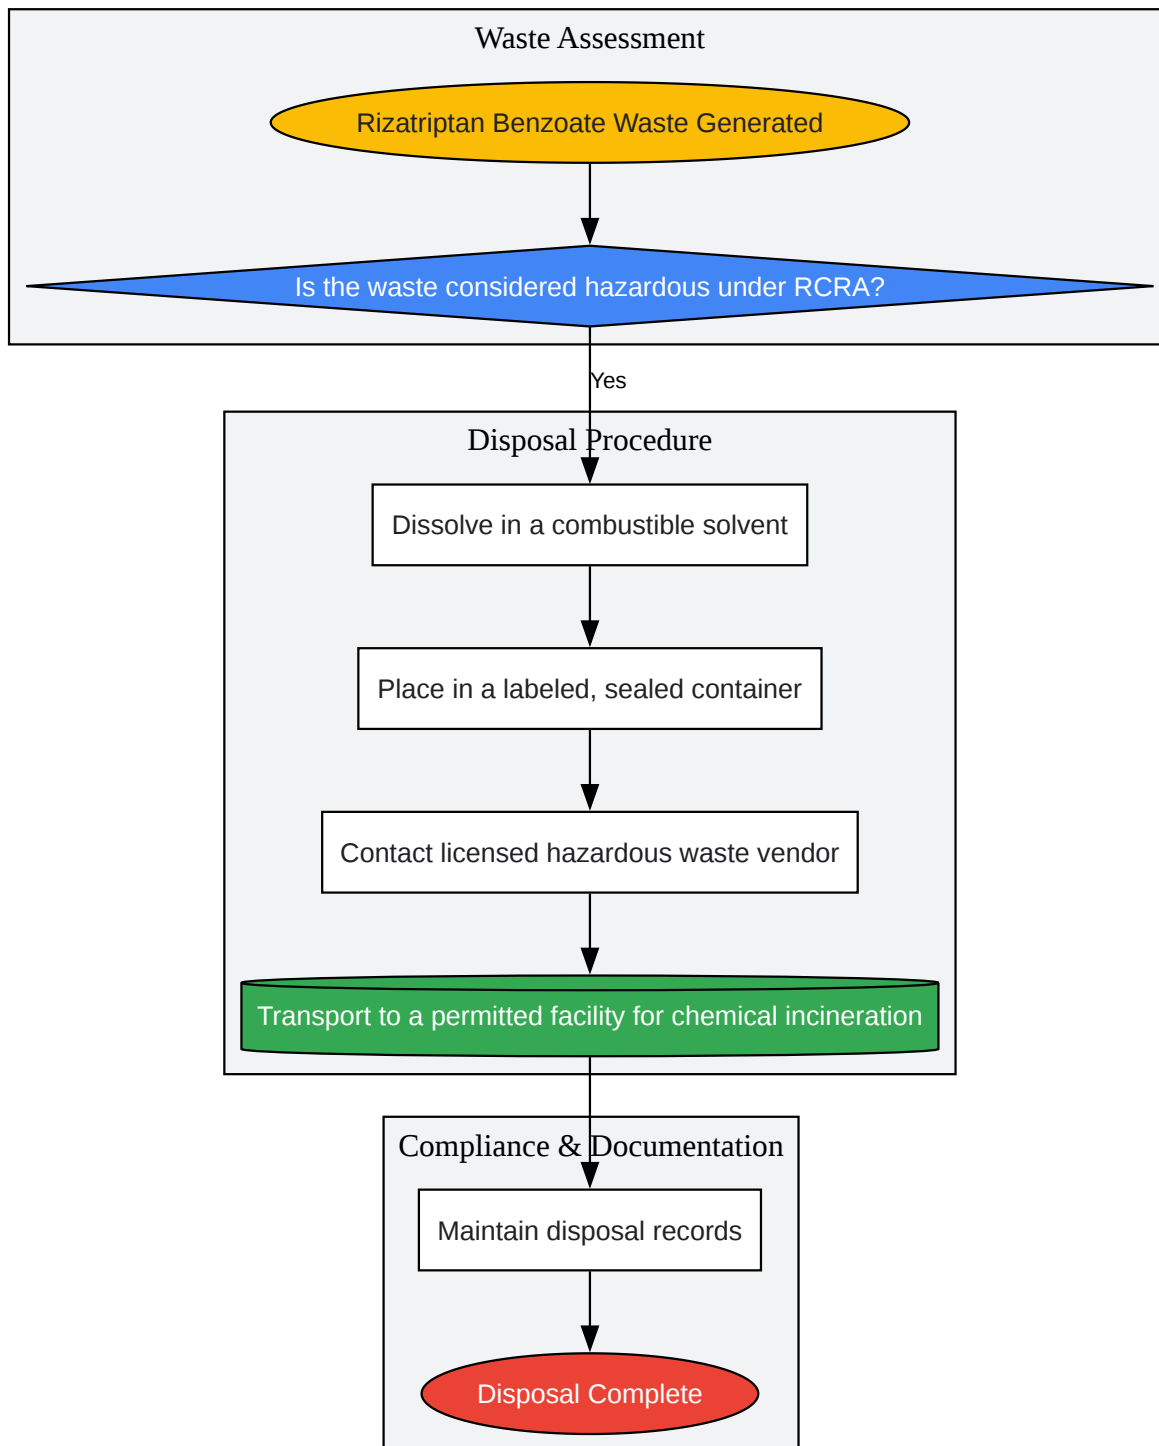 Waste Assessment
Rizatriptan Benzoate Waste Generated
Is the waste considered hazardous under RCRA?
Yes
Disposal Procedure
Dissolve in a combustible solvent
Place in a labeled, sealed container
Contact licensed hazardous waste vendor
Transport to a permitted facility for chemical incineration
Compliance & Documentation
Maintain disposal records
Disposal Complete